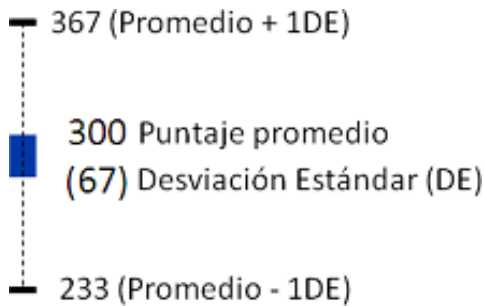 367 (Promedio + 1DE)
300 Puntaje promedio
(67) Desviación Estándar (DE)
233 (Promedio - 1DE)